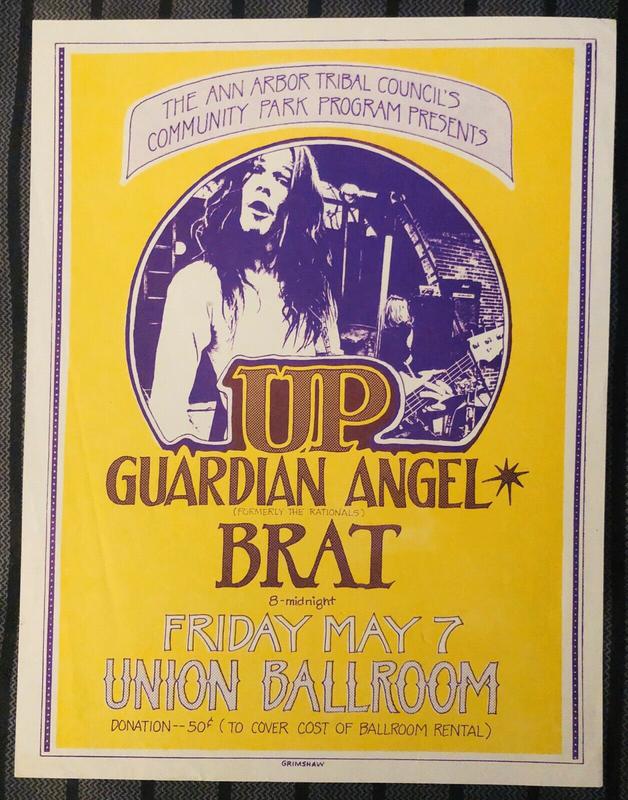 THE ANN ARBOR TRIBAL COUNCIL'S
COMMUNITY PARK PROGRAM PRESENTS
UP
GUARDIAN ANGEL*
(FORMERLY THE RATIONALS)
BRAT
8-midnight
FRIDAY MAY 7
UNION BALLROOM
DONATION--50¢ (TO COVER COST OF BALLROOM RENTAL)
GRIMSHAW